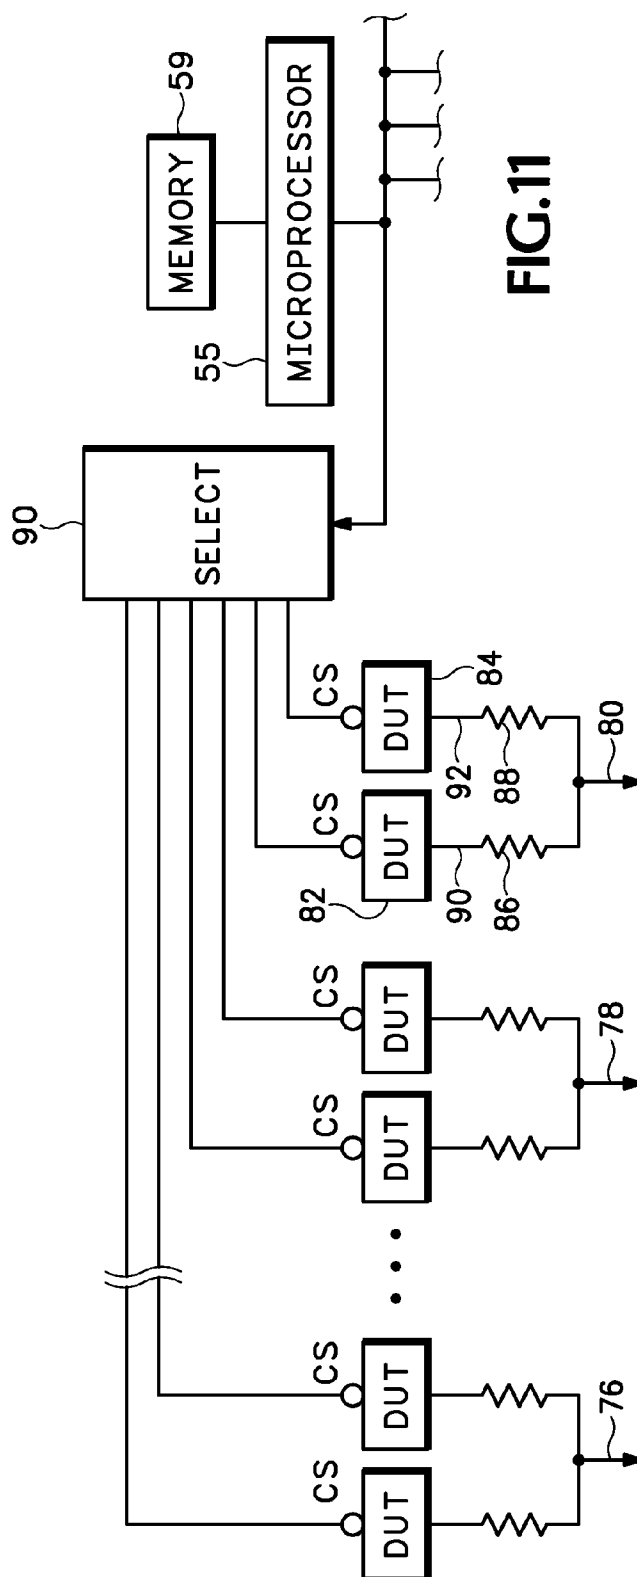 90
SELECT
59
MEMORY
55
MICROPROCESSOR
CS CS CS CS CS CS
DUT DUT DUT DUT DUT DUT
82 84
90 92
86 88
76 78 80
FIG.11